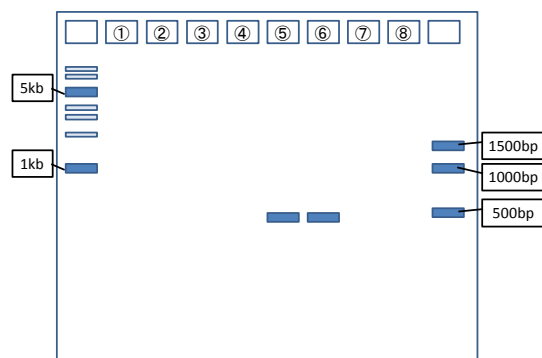 ① ② ③ ④ ⑤ ⑥ ⑦ ⑧
5kb
1500bp
1kb
1000bp
500bp